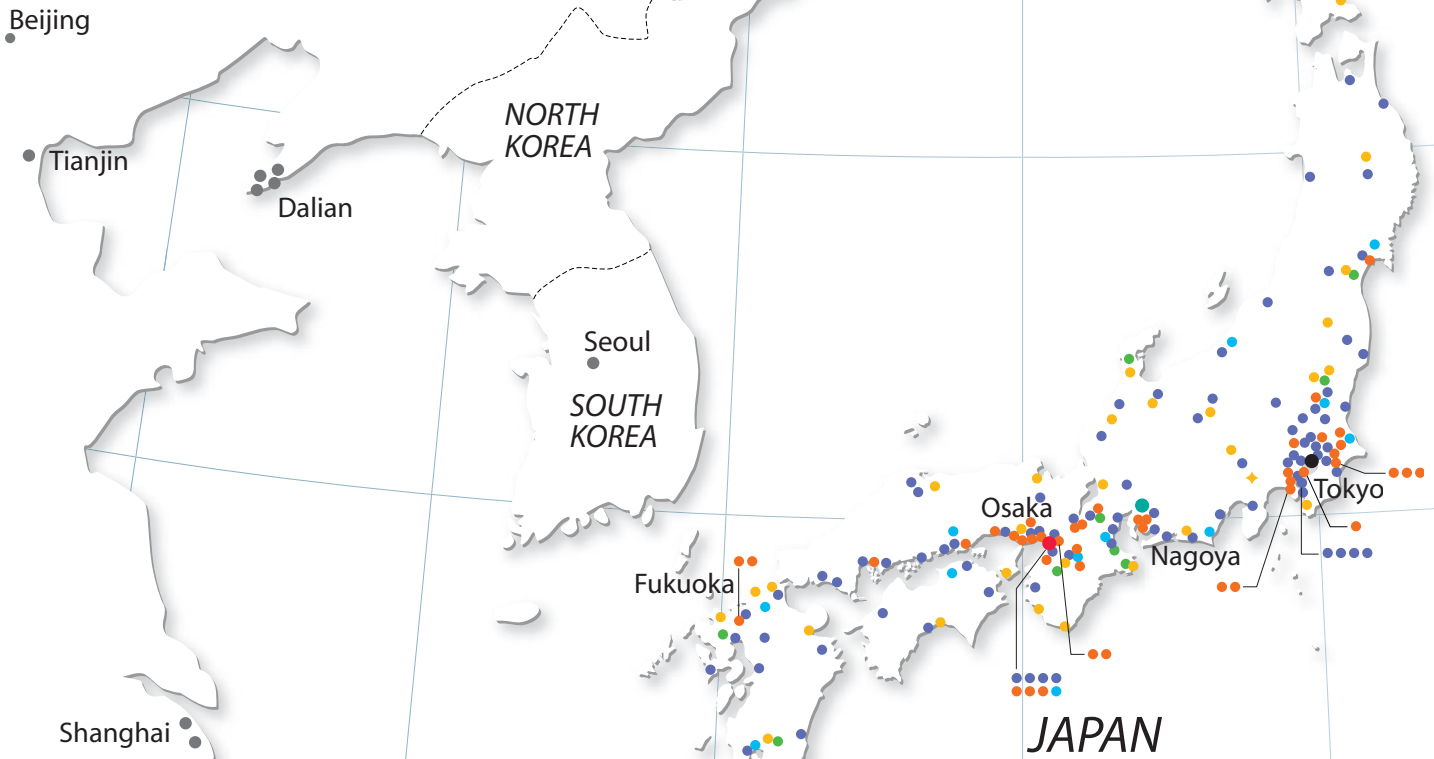 Beijing
NORTH
KOREA
Tianjin
Dalian
Seoul
SOUTH
KOREA
Tokyo
Osaka
Nagoya
Fukuoka
Shanghai
JAPAN